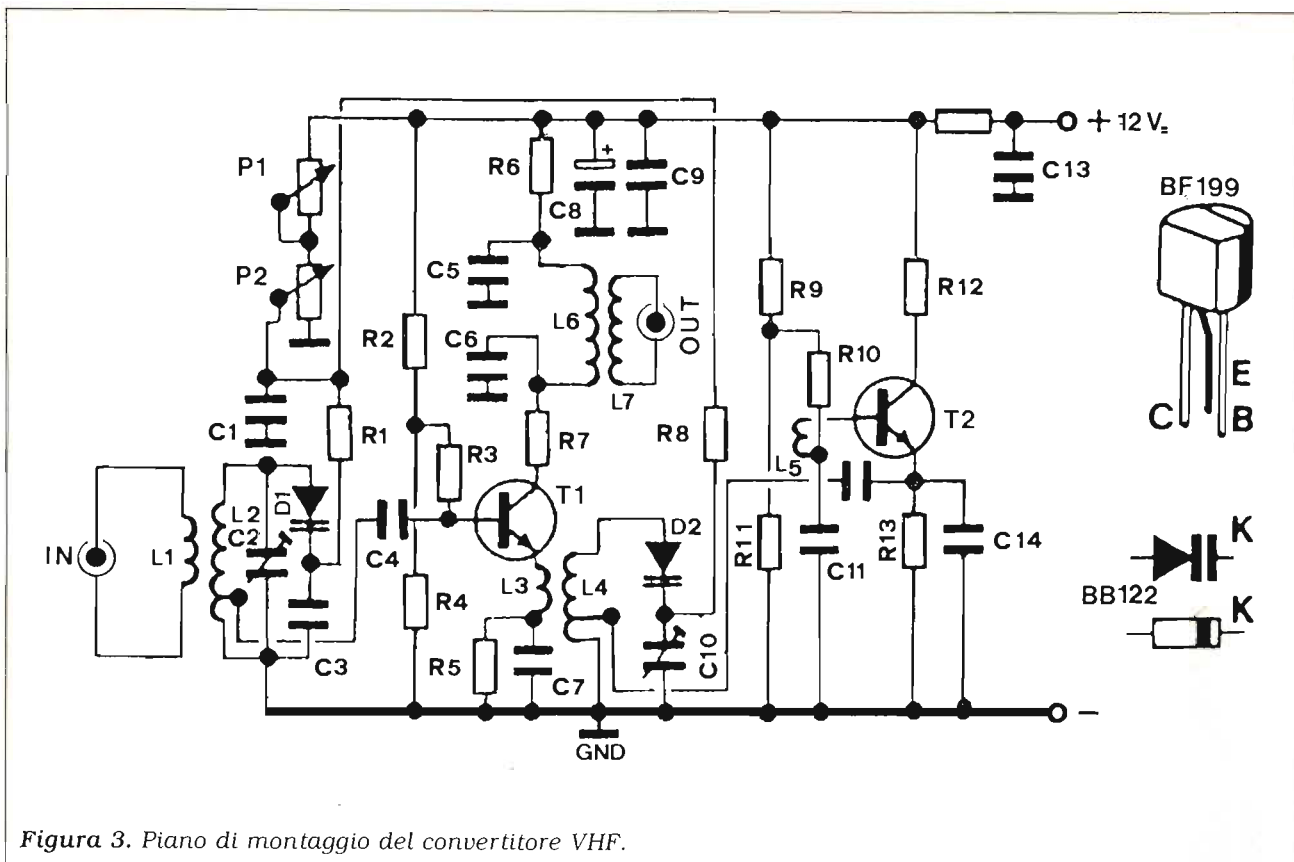 + 12 V=
P1
R6
C8
+
C9
C13
BF199
P2
C5
R9
R12
R2
C6
L6
OUT
L7
R10
E
C
B
C1
R1
R3
R7
R8
T2
L5
T1
L2
D1
C2
IN
L1
C4
D2
R11
R13
C14
K
L3
L4
C11
BB122
R4
C3
C10
K
R5
C7
GND
−
Figura 3. Piano di montaggio del convertitore VHF.